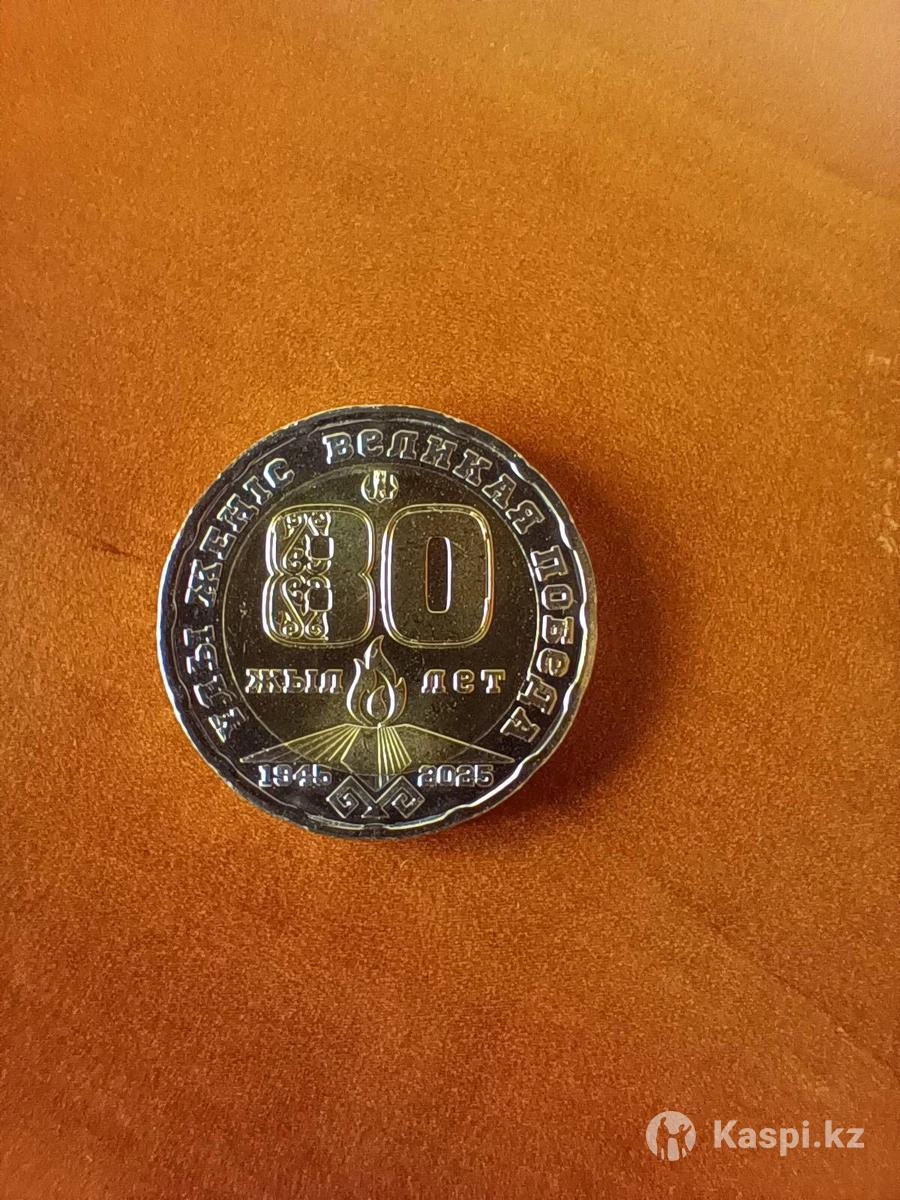 ҰЛЫ ЖЕҢІС ВЕЛИКАЯ ПОБЕДА
80
ЖЫЛ ЛЕТ
1945 2025
Kaspi.kz